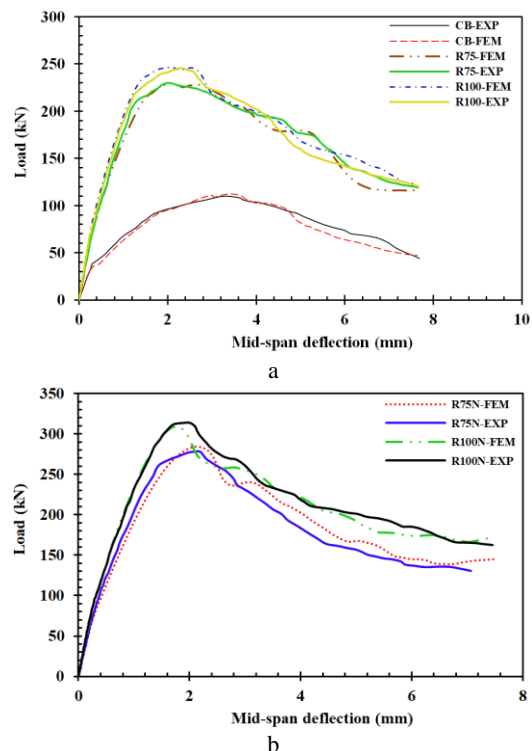 300
250
200
150
100
50
0
Load (kN)
0 2 4 6 8 10
Mid-span deflection (mm)
CB-EXP
CB-FEM
R75-FEM
R75-EXP
R100-FEM
R100-EXP
a
350
300
250
200
150
100
50
0
Load (kN)
0 2 4 6 8
Mid-span deflection (mm)
R75N-FEM
R75N-EXP
R100N-FEM
R100N-EXP
b